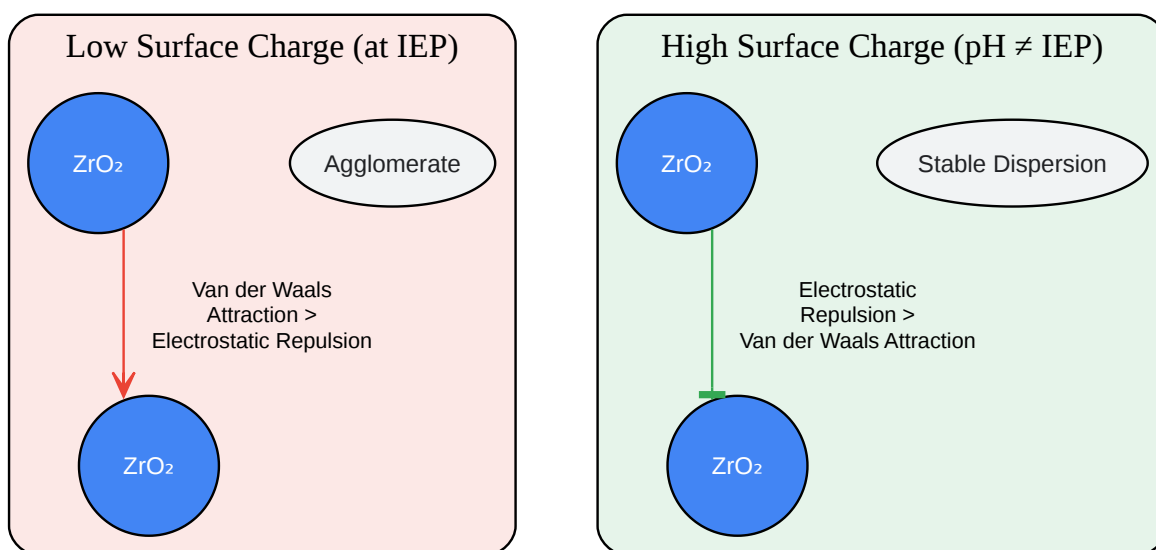 Low Surface Charge (at IEP)
ZrO₂
Agglomerate
Van der Waals
Attraction >
Electrostatic Repulsion
ZrO₂
High Surface Charge (pH ≠ IEP)
ZrO₂
Stable Dispersion
Electrostatic
Repulsion >
Van der Waals Attraction
ZrO₂